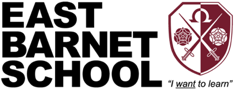 EAST
BARNET
SCHOOL
Ω
"I want to learn"